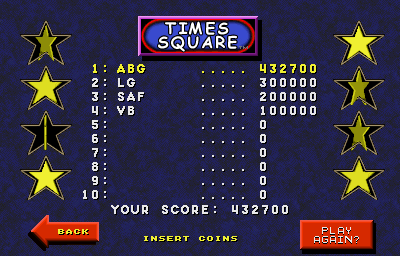 TIMES
SQUARE™
1: ABG ..... 432700
2: LG ..... 300000
3: SAF ..... 200000
4: VB ..... 100000
5: ..... 0
6: ..... 0
7: ..... 0
8: ..... 0
9: ..... 0
10: ..... 0
YOUR SCORE: 432700
BACK
INSERT COINS
PLAY
AGAIN?